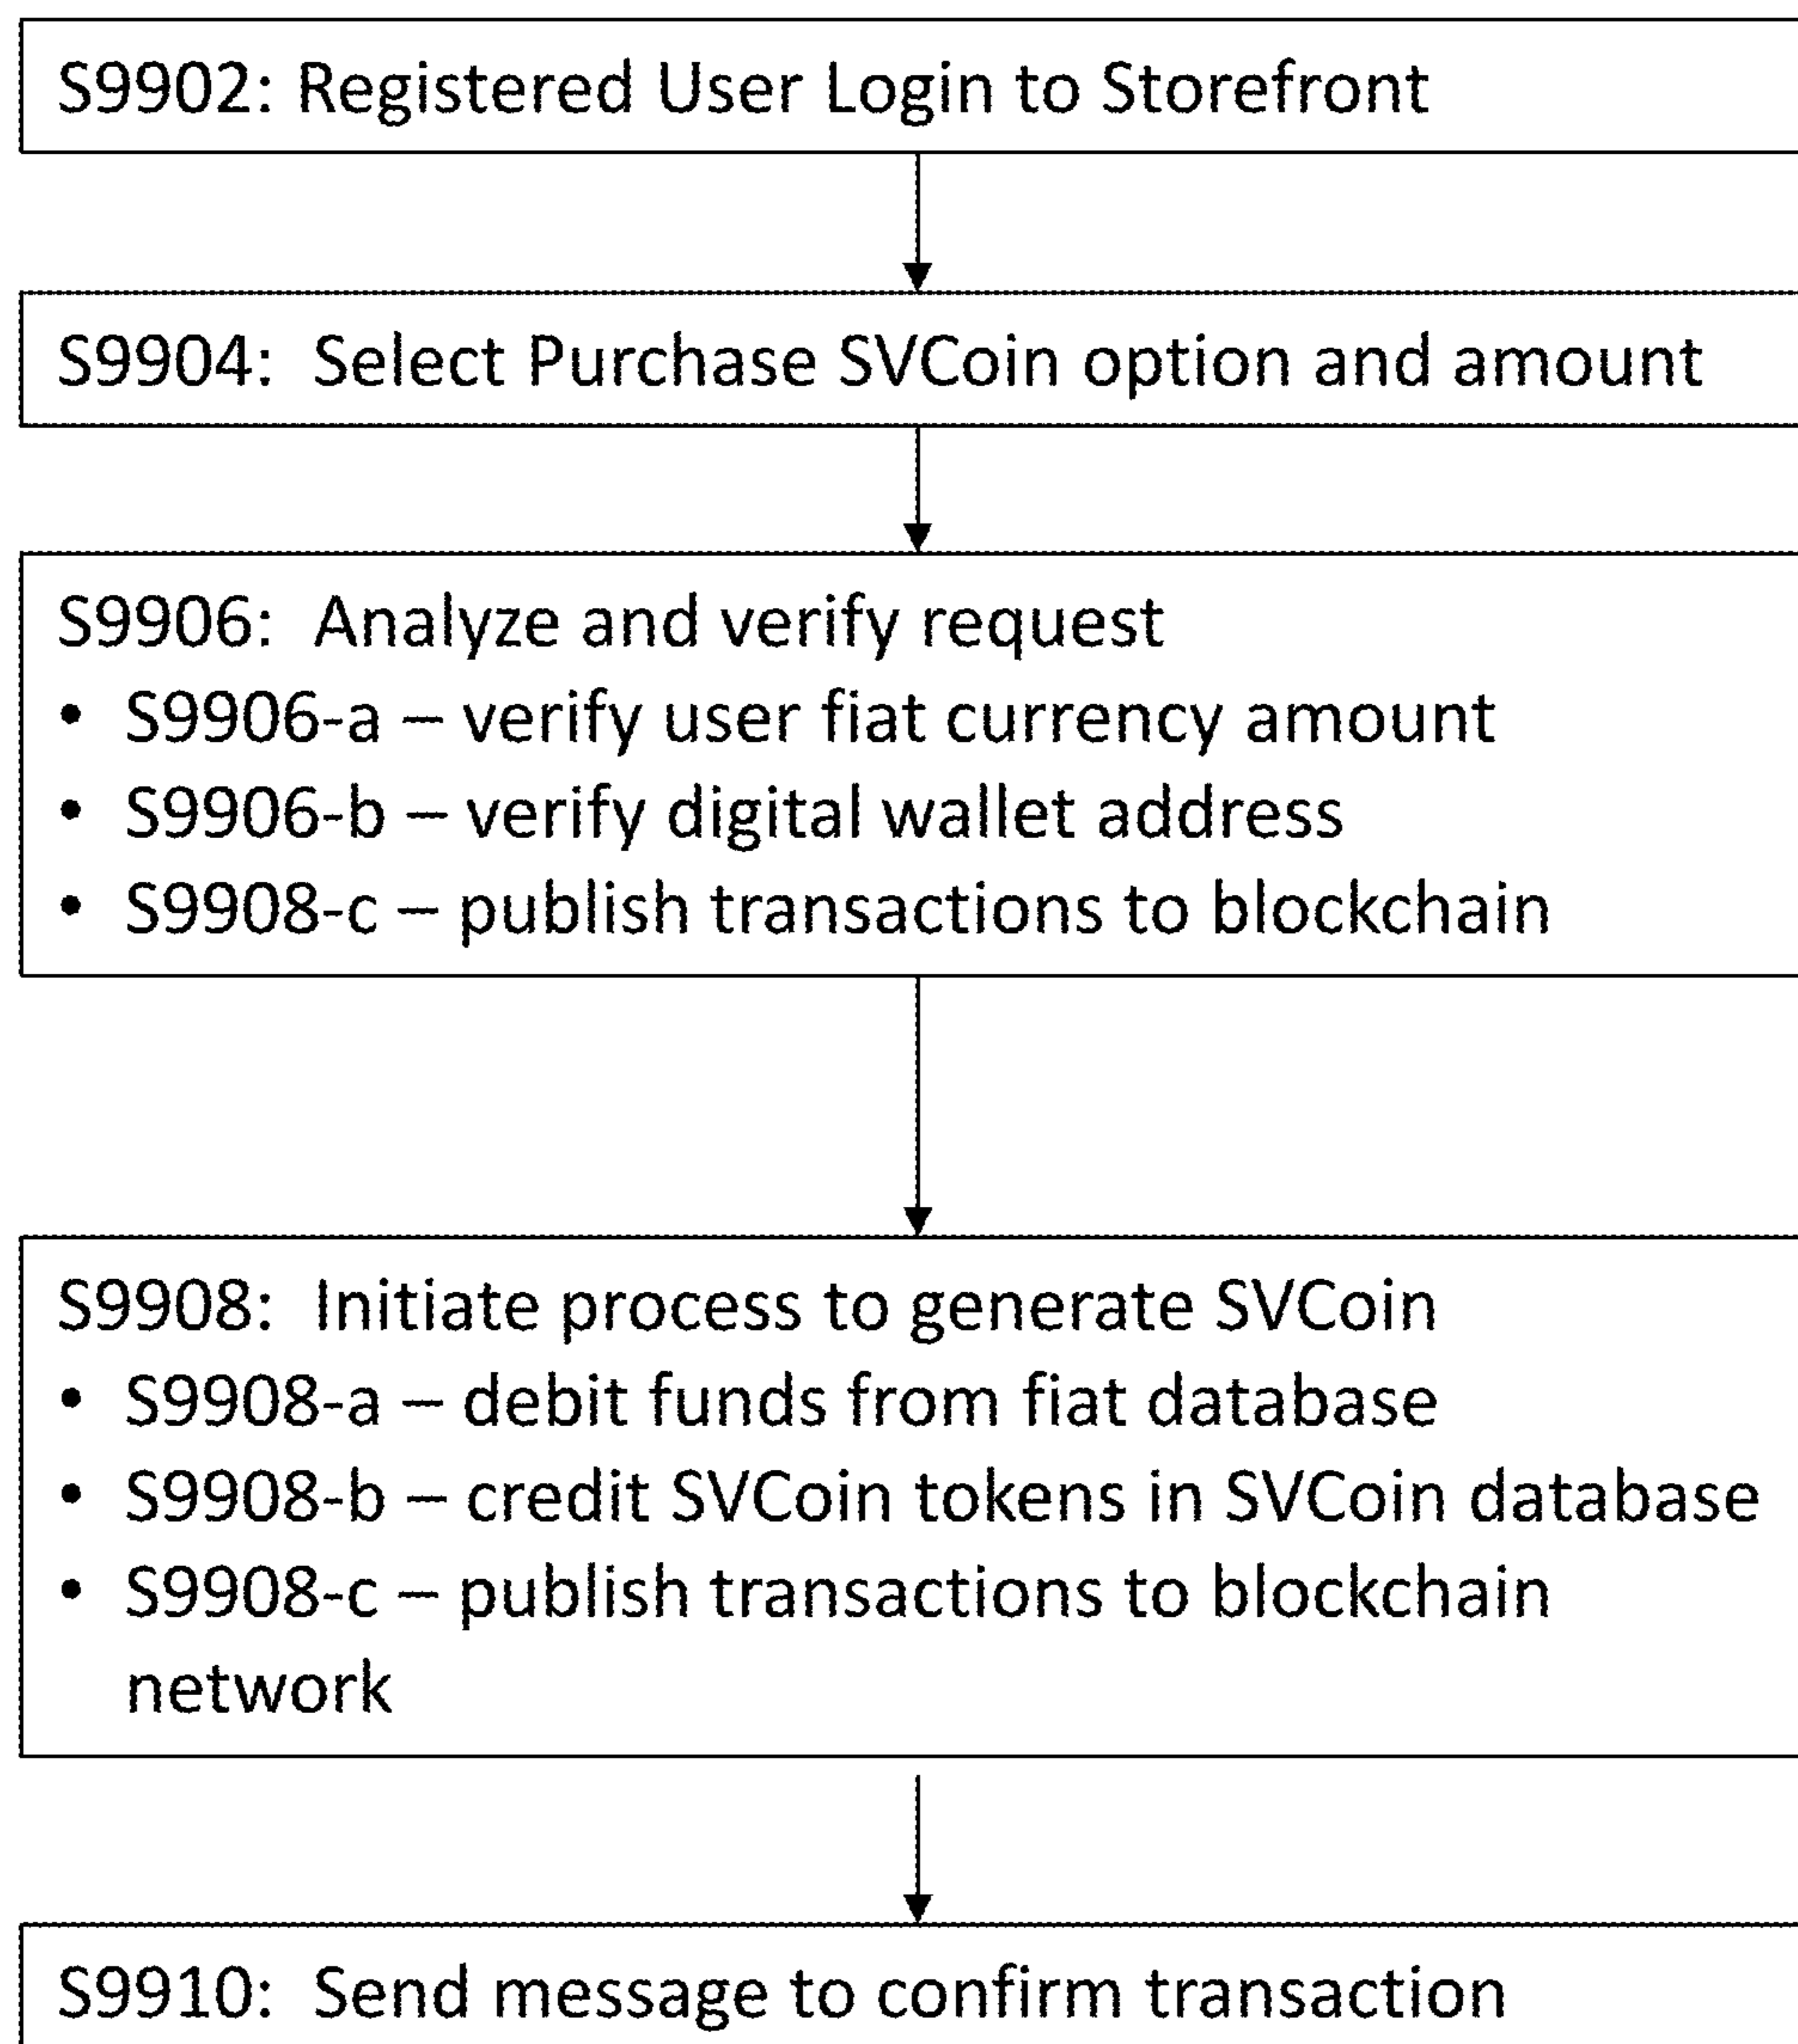 S9902: Registered User Login to Storefront
S9904: Select Purchase SVCoin option and amount
S9906: Analyze and verify request
• S9906-a – verify user fiat currency amount
• S9906-b – verify digital wallet address
• S9908-c – publish transactions to blockchain
S9908: Initiate process to generate SVCoin
• S9908-a – debit funds from fiat database
• S9908-b – credit SVCoin tokens in SVCoin database
• S9908-c – publish transactions to blockchain
network
S9910: Send message to confirm transaction